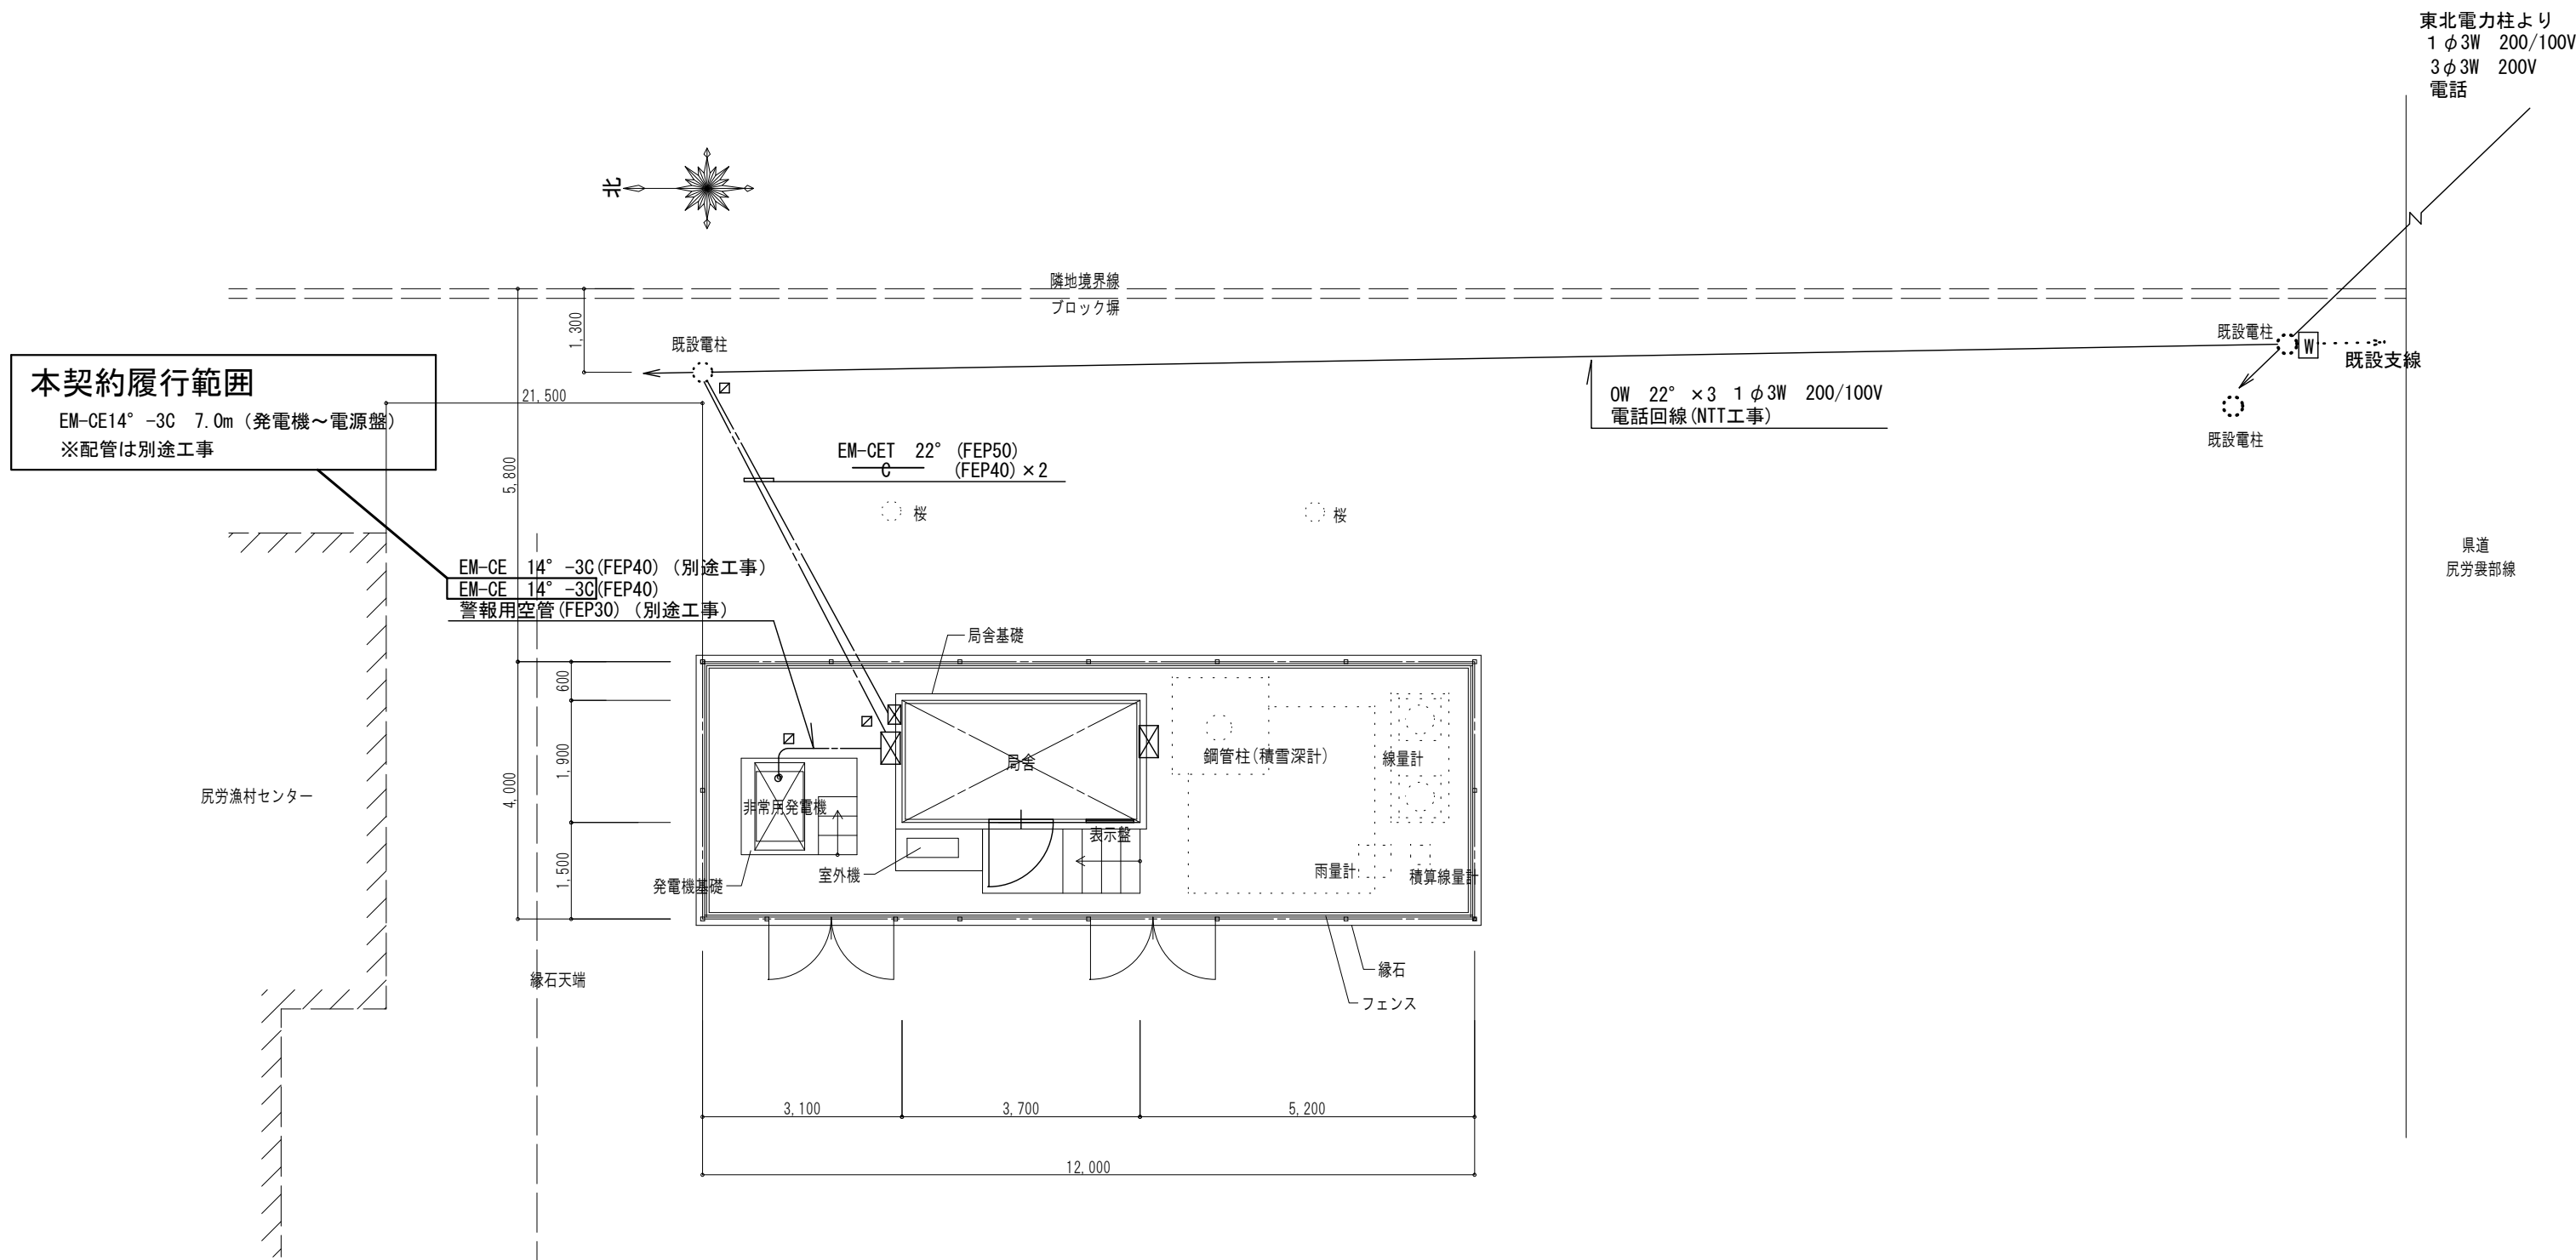 東北電力柱より
1φ3W 200/100V
3φ3W 200V
電話
北
隣地境界線
ブロック塀
1,300
既設電柱
既設電柱
W
既設支線
本契約履行範囲
EM-CE14°-3C 7.0m (発電機～電源盤)
※配管は別途工事
21,500
OW 22°×3 1φ3W 200/100V
電話回線(NTT工事)
既設電柱
EM-CET 22° (FEP50)
C (FEP40)×2
5,800
桜
桜
県道
尻労袰部線
EM-CE 14°-3C(FEP40) (別途工事)
EM-CE 14°-3C(FEP40)
警報用空管(FEP30) (別途工事)
局舎基礎
600
1,900
4,000
1,500
尻労漁村センター
局舎
鋼管柱(積雪深計)
線量計
非常用発電機
表示盤
発電機基礎
室外機
雨量計
積算線量計
縁石天端
縁石
フェンス
3,100
3,700
5,200
12,000